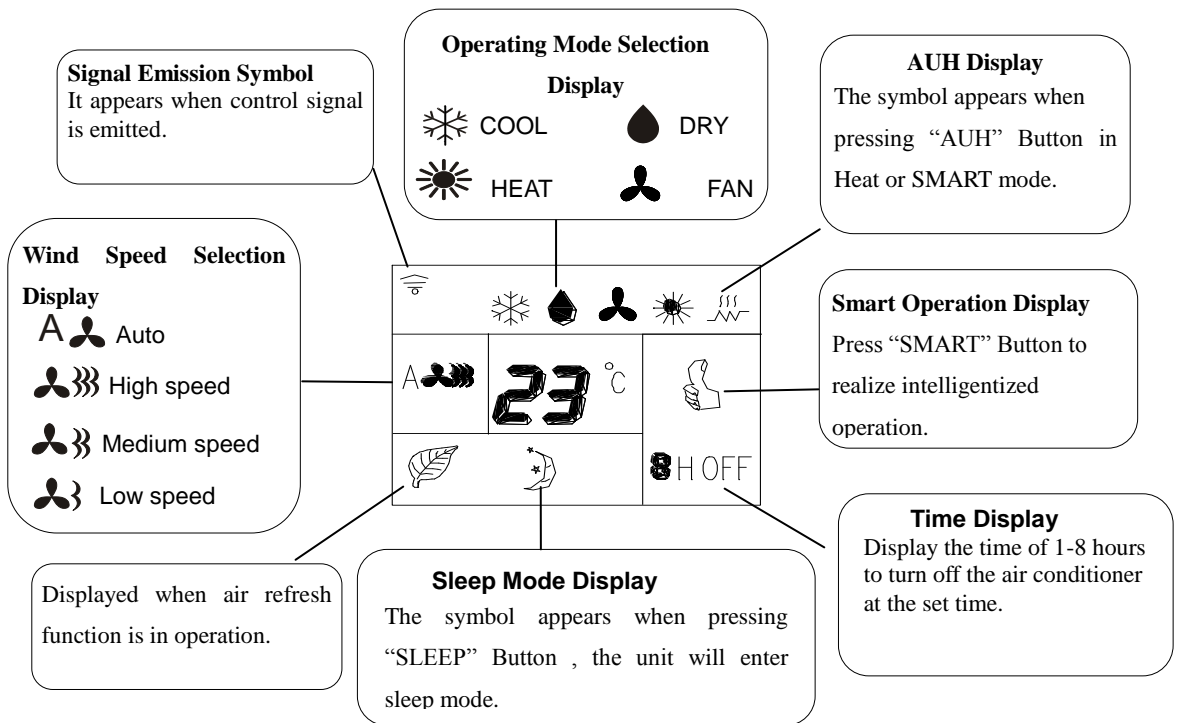 Operating Mode Selection
Display
COOL
DRY
HEAT
FAN
Signal Emission Symbol
It appears when control signal
is emitted.
AUH Display
The symbol appears when
pressing “AUH” Button in
Heat or SMART mode.
Wind Speed Selection
Display
A Auto
High speed
Medium speed
Low speed
A
23 °C
8 H OFF
Smart Operation Display
Press “SMART” Button to
realize intelligentized
operation.
Time Display
Display the time of 1-8 hours
to turn off the air conditioner
at the set time.
Displayed when air refresh
function is in operation.
Sleep Mode Display
The symbol appears when pressing
“SLEEP” Button , the unit will enter
sleep mode.